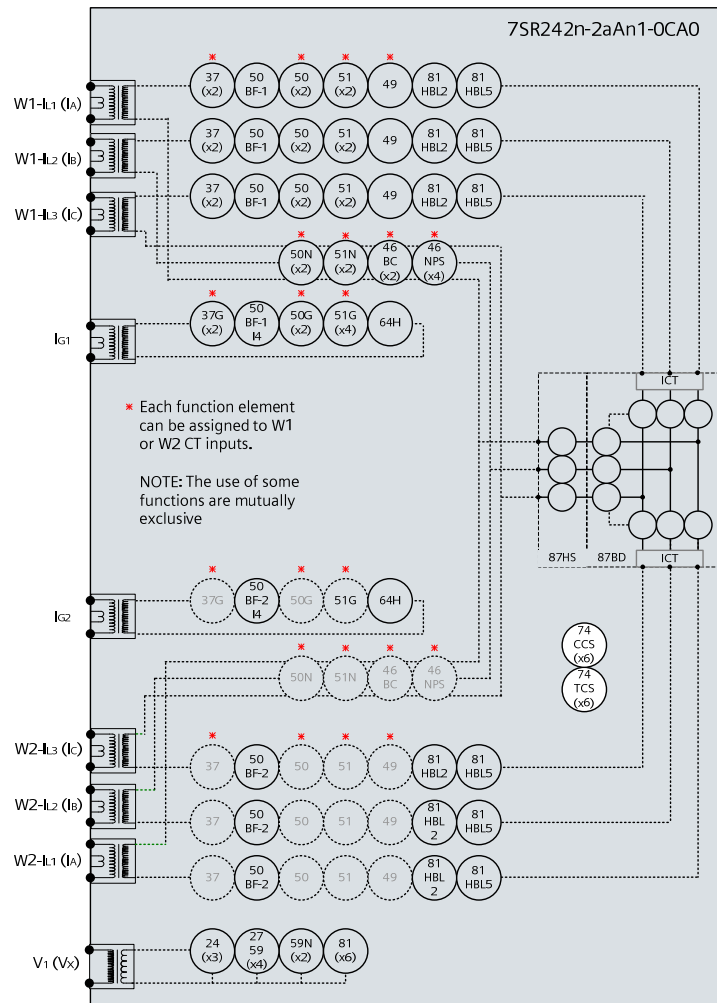 7SR242n-2aAn1-0CA0
* * * *
W1-IL1 (IA)
37 (x2)
50 BF-1
50 (x2)
51 (x2)
49
81 HBL2
81 HBL5
W1-IL2 (IB)
37 (x2)
50 BF-1
50 (x2)
51 (x2)
49
81 HBL2
81 HBL5
W1-IL3 (IC)
37 (x2)
50 BF-1
50 (x2)
51 (x2)
49
81 HBL2
81 HBL5
* * * *
50N (x2)
51N (x2)
46 BC (x2)
46 NPS (x4)
* * *
IG1
37G (x2)
50 BF-1 I4
50G (x2)
51G (x4)
64H
ICT
* Each function element
can be assigned to W1
or W2 CT inputs.
NOTE: The use of some
functions are mutually
exclusive
87HS
87BD
ICT
* * *
IG2
37G
50 BF-2 I4
50G
51G
64H
74 CCS (x6)
74 TCS (x6)
* * * *
50N
51N
46 BC
46 NPS
* * * *
W2-IL3 (IC)
37
50 BF-2
50
51
49
81 HBL2
81 HBL5
W2-IL2 (IB)
37
50 BF-2
50
51
49
81 HBL 2
81 HBL5
W2-IL1 (IA)
37
50 BF-2
50
51
49
81 HBL 2
81 HBL5
V1 (VX)
24 (x3)
27 59 (x4)
59N (x2)
81 (x6)